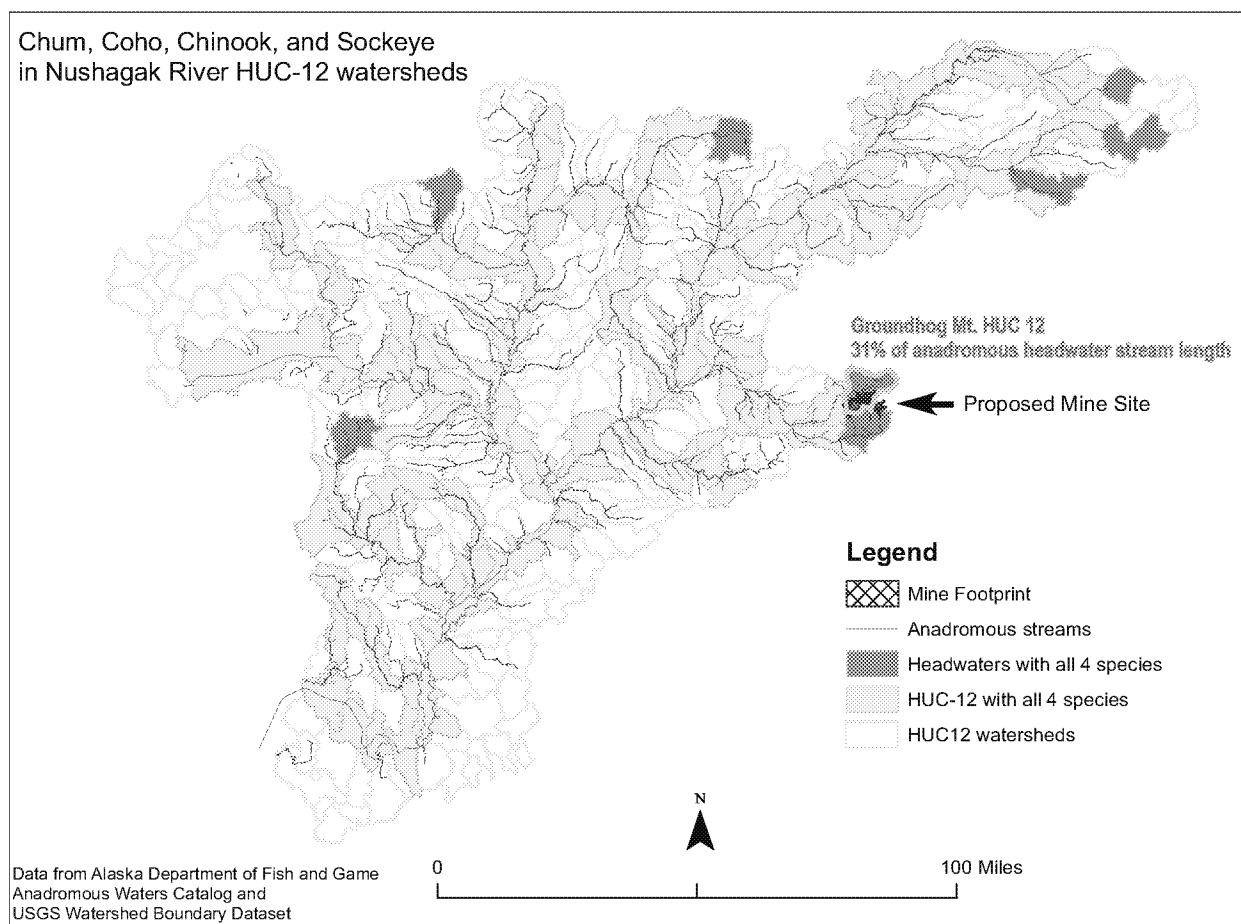 Chum, Coho, Chinook, and Sockeye
in Nushagak River HUC-12 watersheds
Groundhog Mt. HUC 12
31% of anadromous headwater stream length
Proposed Mine Site
Legend
Mine Footprint
Anadromous streams
Headwaters with all 4 species
HUC-12 with all 4 species
HUC12 watersheds
N
0
100 Miles
Data from Alaska Department of Fish and Game
Anadromous Waters Catalog and
USGS Watershed Boundary Dataset